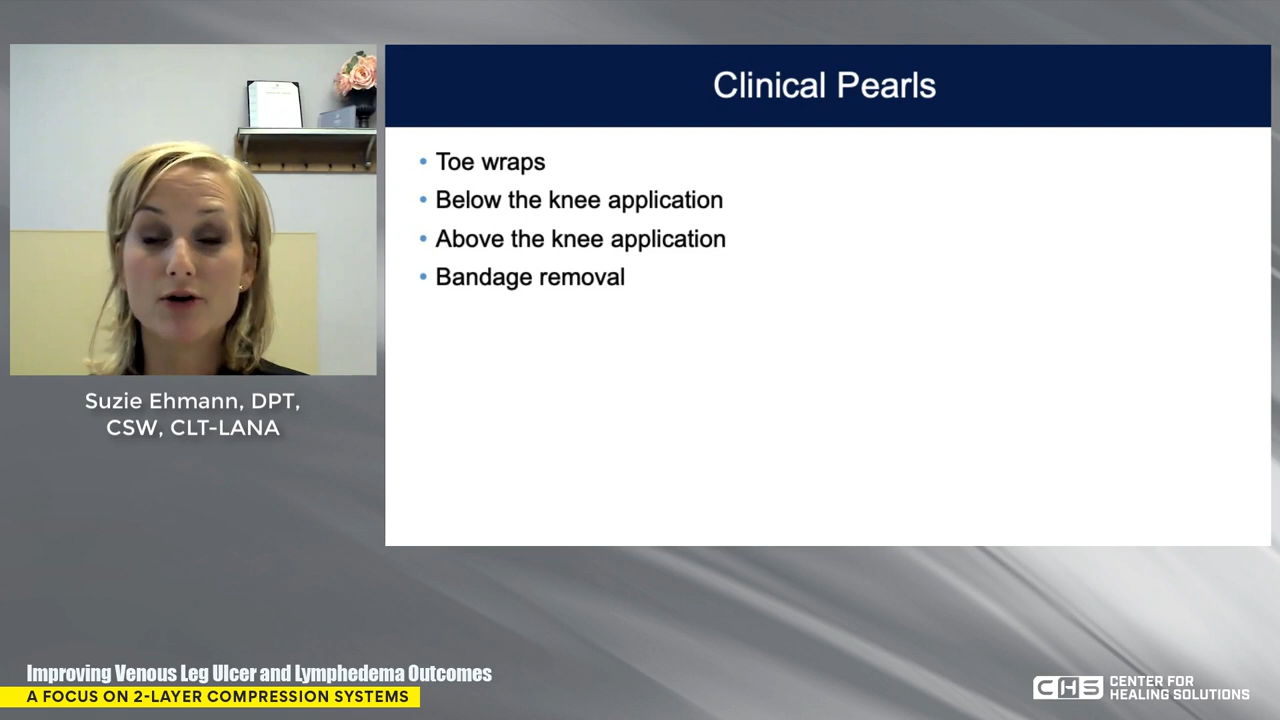 Clinical Pearls
• Toe wraps
• Below the knee application
• Above the knee application
• Bandage removal
Suzie Ehmann, DPT,
CSW, CLT-LANA
Improving Venous Leg Ulcer and Lymphedema Outcomes
A FOCUS ON 2-LAYER COMPRESSION SYSTEMS
CHS
CENTER FOR
HEALING SOLUTIONS